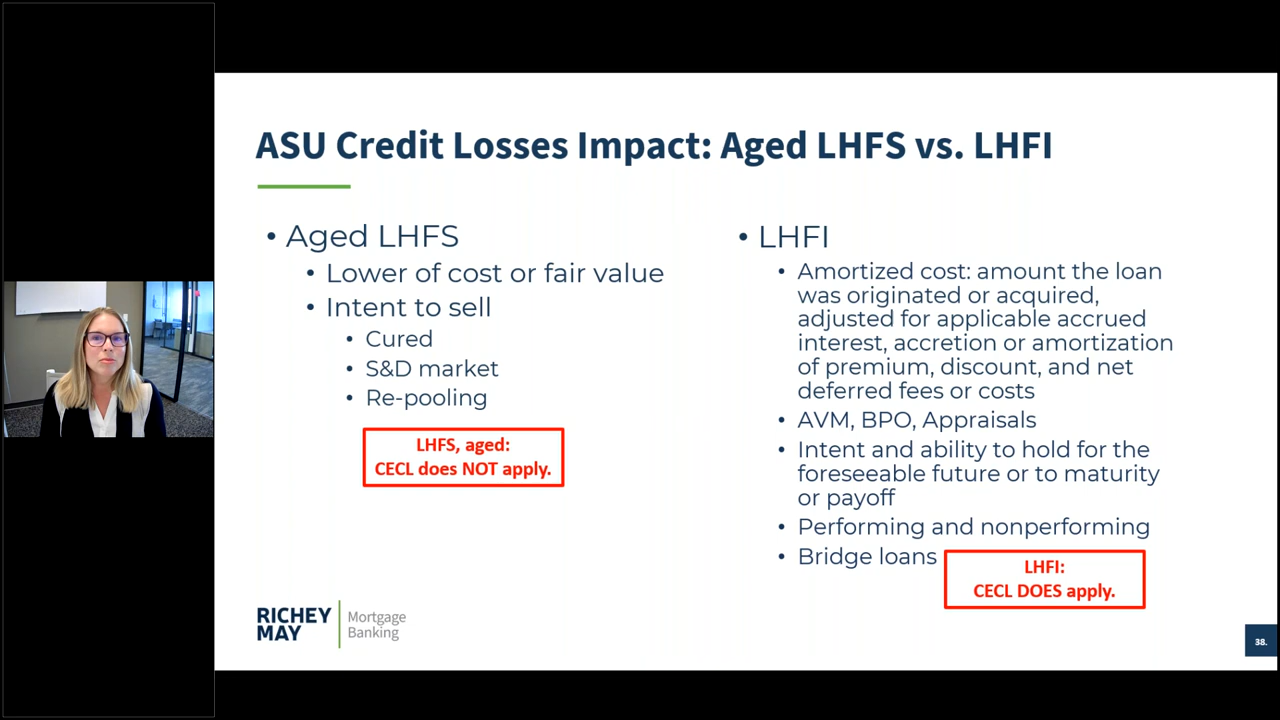 ASU Credit Losses Impact: Aged LHFS vs. LHFI
• Aged LHFS
• Lower of cost or fair value
• Intent to sell
• Cured
• S&D market
• Re-pooling
LHFS, aged:
CECL does NOT apply.
• LHFI
• Amortized cost: amount the loan
was originated or acquired,
adjusted for applicable accrued
interest, accretion or amortization
of premium, discount, and net
deferred fees or costs
• AVM, BPO, Appraisals
• Intent and ability to hold for the
foreseeable future or to maturity
or payoff
• Performing and nonperforming
• Bridge loans
LHFI:
CECL DOES apply.
RICHEY
MAY
Mortgage
Banking
38.